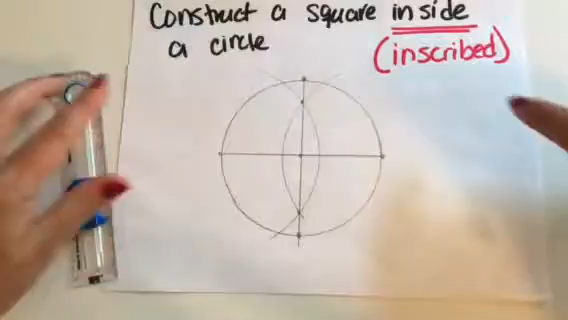 Construct a square inside
a circle
(inscribed)